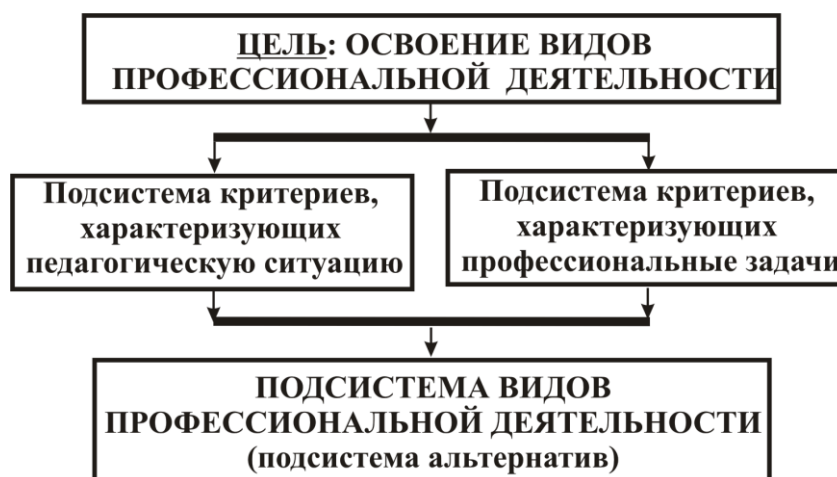 ЦЕЛЬ: ОСВОЕНИЕ ВИДОВ
ПРОФЕССИОНАЛЬНОЙ ДЕЯТЕЛЬНОСТИ
Подсистема критериев,
характеризующих
педагогическую ситуацию
Подсистема критериев,
характеризующих
профессиональные задачи
ПОДСИСТЕМА ВИДОВ
ПРОФЕССИОНАЛЬНОЙ ДЕЯТЕЛЬНОСТИ
(подсистема альтернатив)